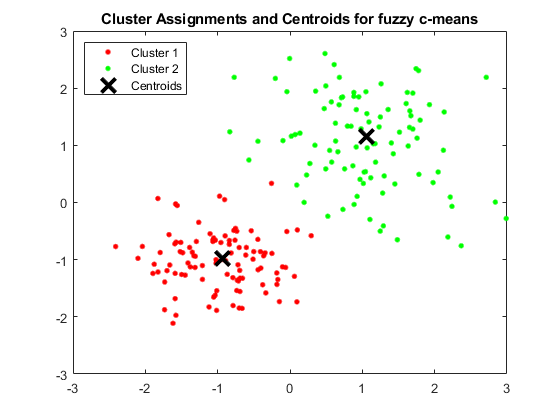 Cluster Assignments and Centroids for fuzzy c-means
3
Cluster 1
Cluster 2
Centroids
2
1
0
-1
-2
-3
-3 -2 -1 0 1 2 3